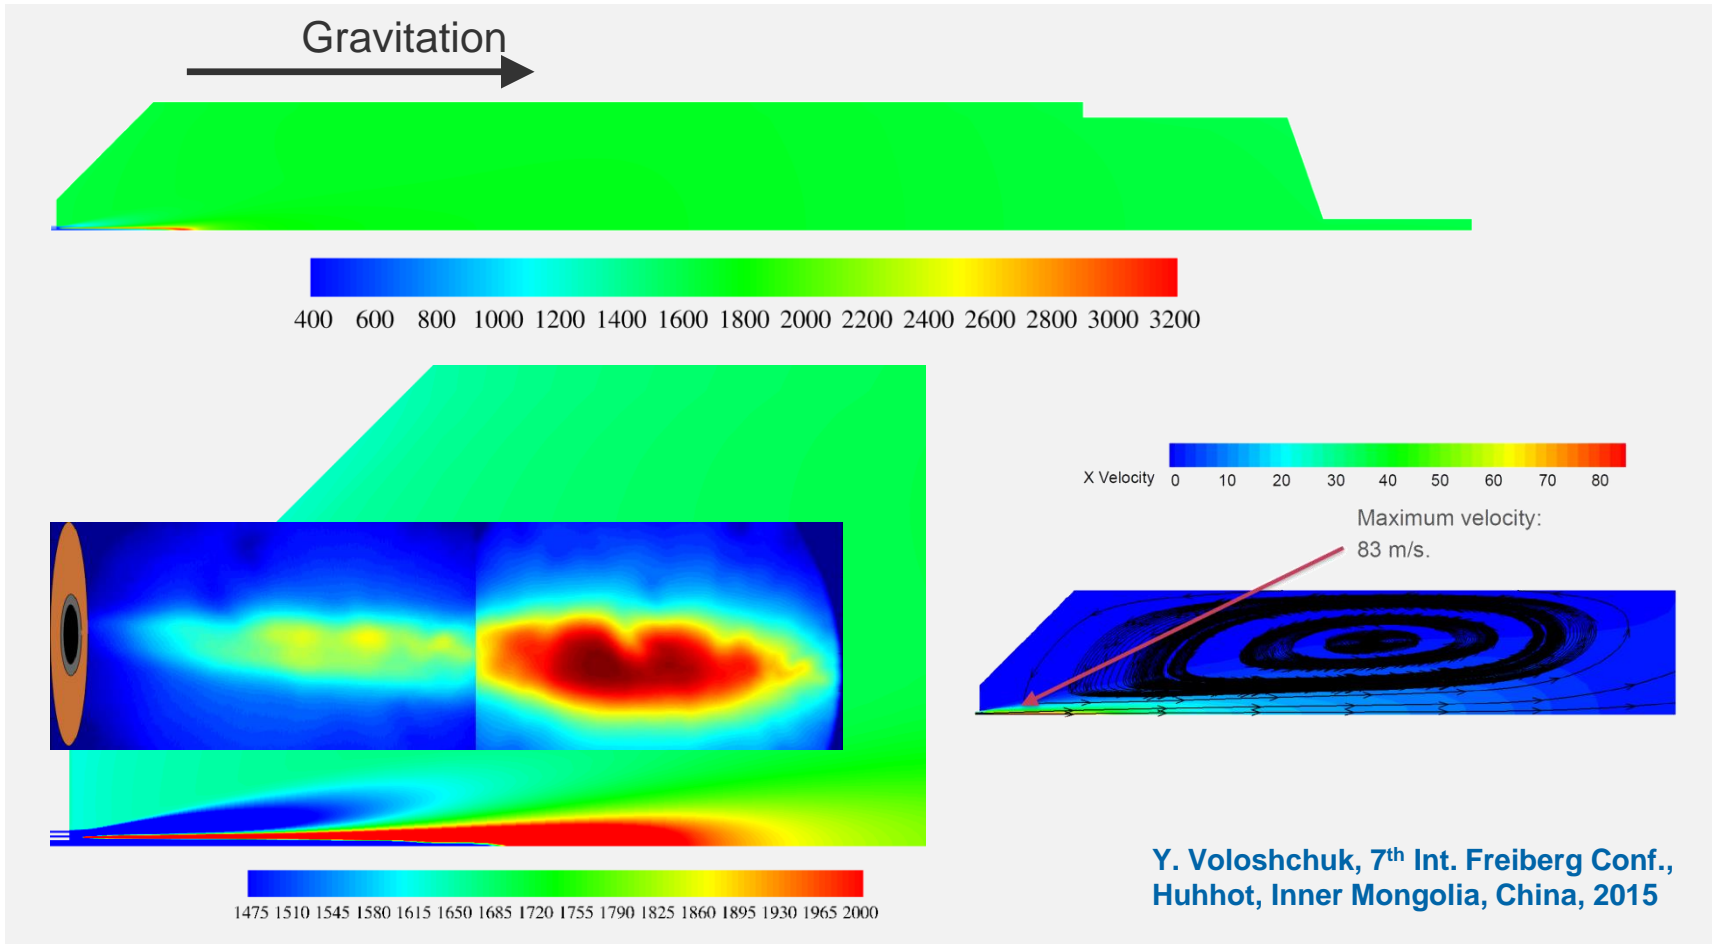 Gravitation
400 600 800 1000 1200 1400 1600 1800 2000 2200 2400 2600 2800 3000 3200
X Velocity 0 10 20 30 40 50 60 70 80
Maximum velocity:
83 m/s.
1475 1510 1545 1580 1615 1650 1685 1720 1755 1790 1825 1860 1895 1930 1965 2000
Y. Voloshchuk, 7th Int. Freiberg Conf.,
Huhhot, Inner Mongolia, China, 2015